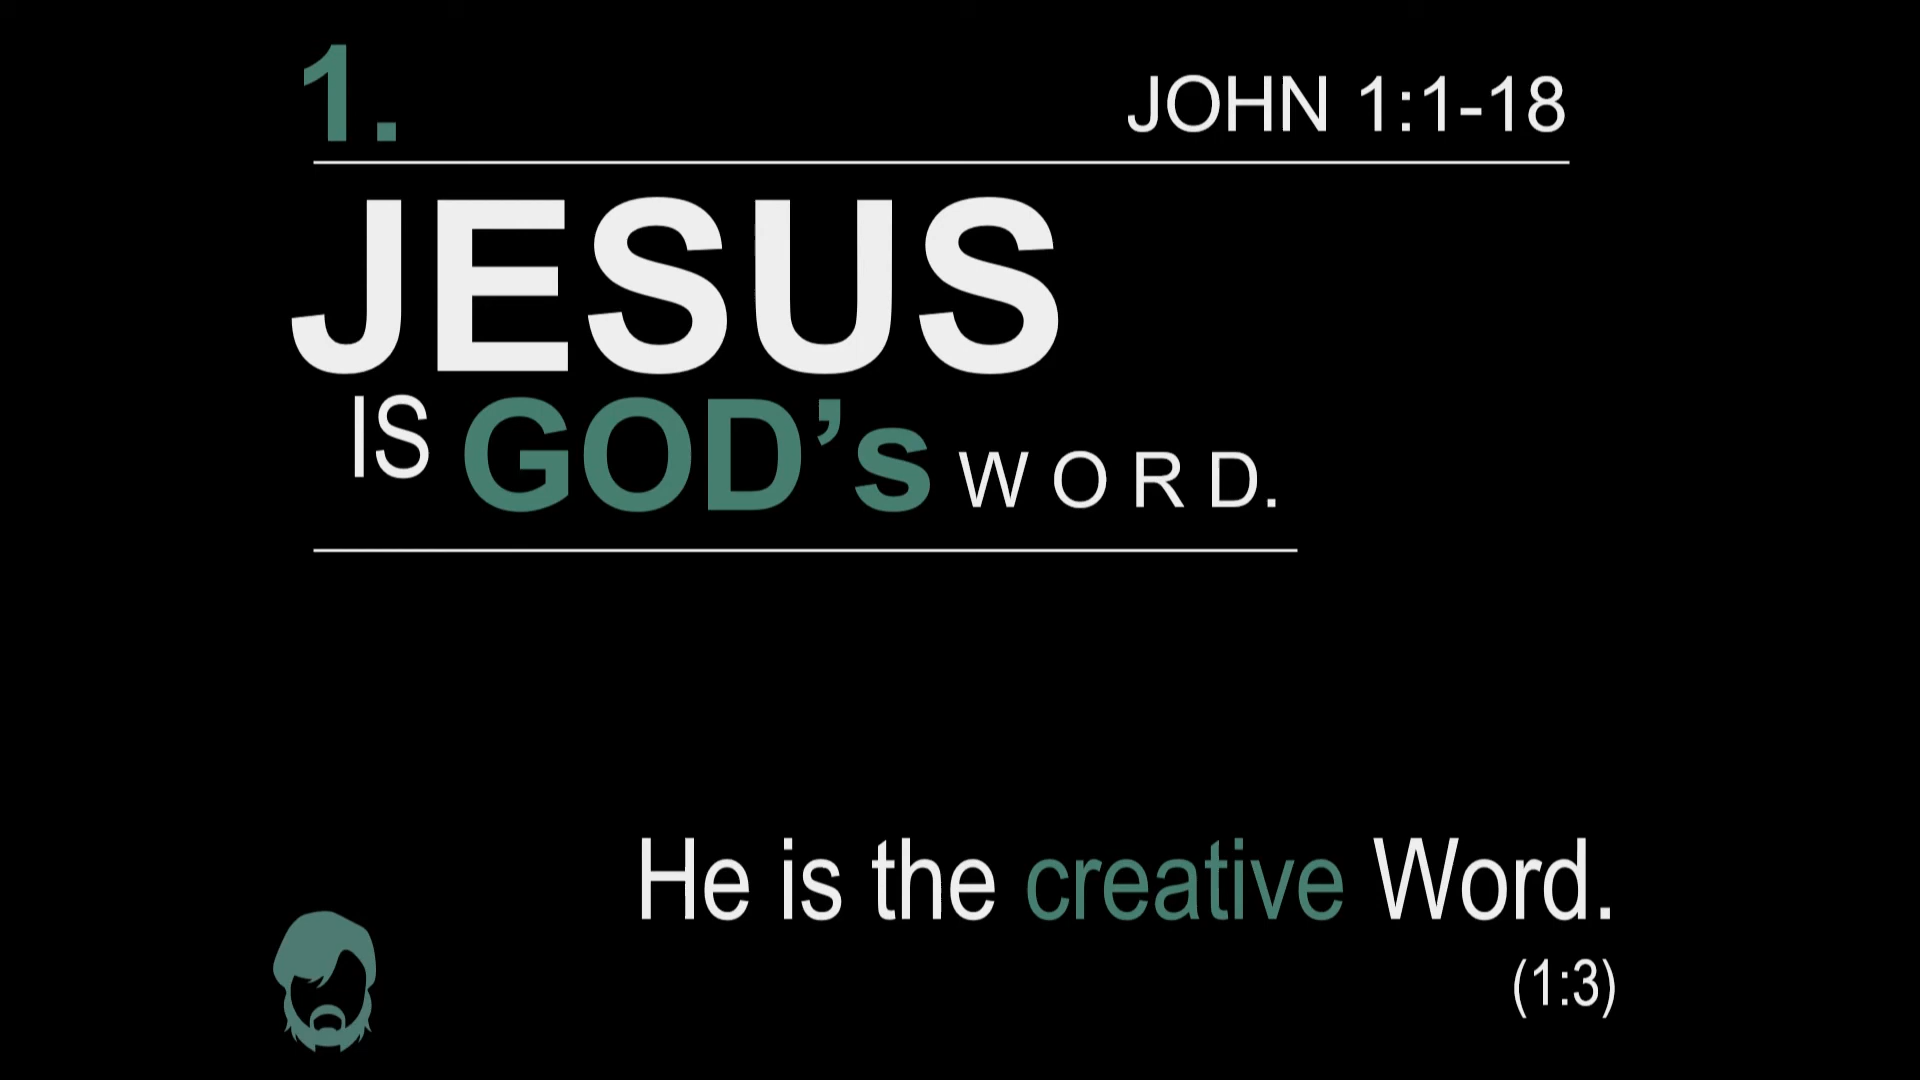 1.
JOHN 1:1-18
JESUS
IS GOD’s WORD.
He is the creative Word.
(1:3)